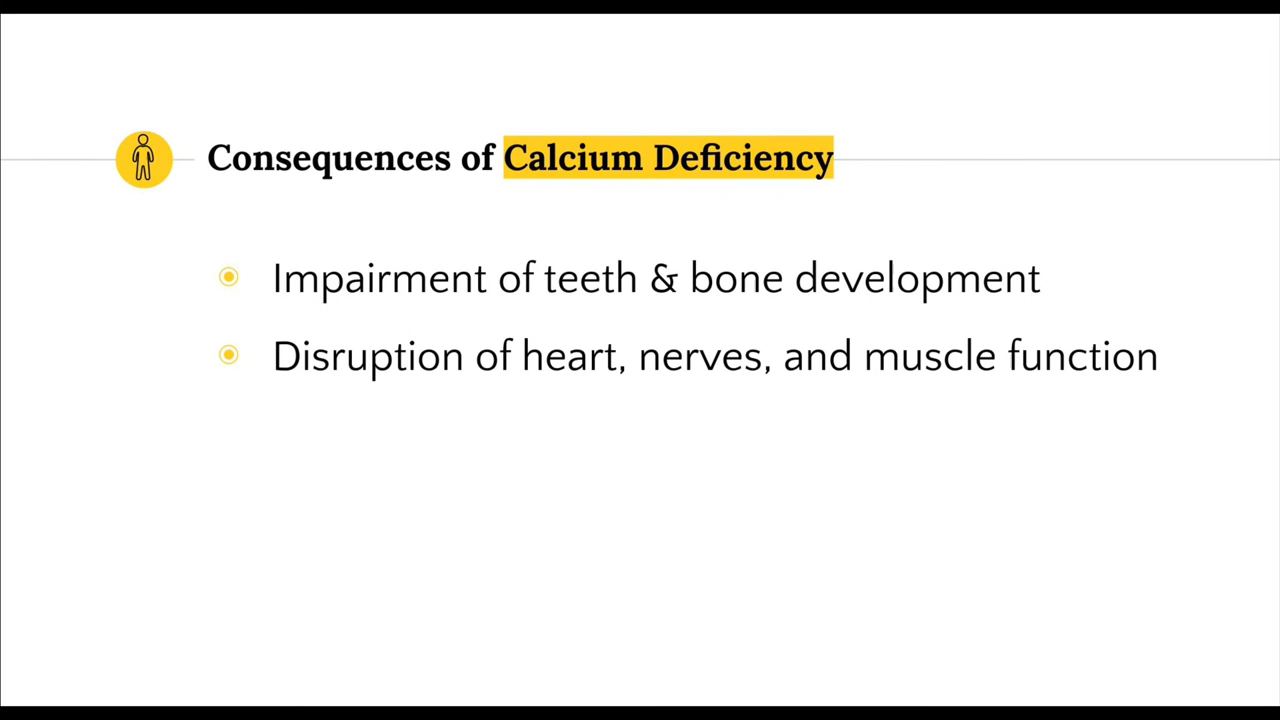 Consequences of Calcium Deficiency
Impairment of teeth & bone development
Disruption of heart, nerves, and muscle function